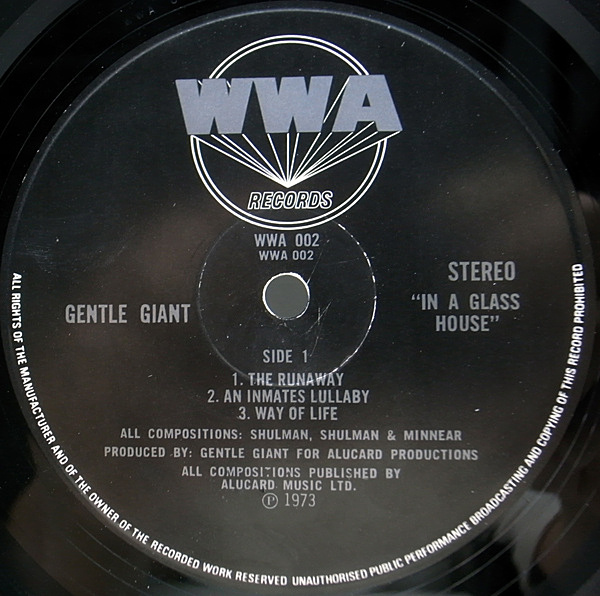 WWA
RECORDS
WWA 002
WWA 002
STEREO
GENTLE GIANT
"IN A GLASS
HOUSE"
SIDE 1
1. THE RUNAWAY
2. AN INMATES LULLABY
3. WAY OF LIFE
ALL COMPOSITIONS: SHULMAN, SHULMAN & MINNEAR
PRODUCED BY: GENTLE GIANT FOR ALUCARD PRODUCTIONS
ALL COMPOSITIONS PUBLISHED BY
ALUCARD MUSIC LTD.
℗ 1973
ALL RIGHTS OF THE MANUFACTURER AND OF THE OWNER OF THE RECORDED WORK RESERVED UNAUTHORISED PUBLIC PERFORMANCE BROADCASTING AND COPYING OF THIS RECORD PROHIBITED